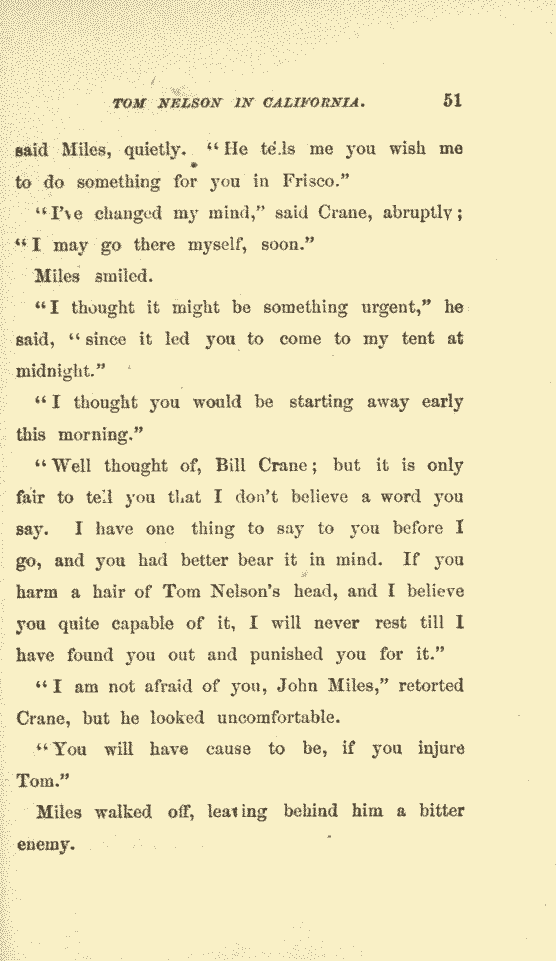 TOM NELSON IN CALIFORNIA. 51
said Miles, quietly. "He tells me you wish me
to do something for you in Frisco."
"I've changed my mind," said Crane, abruptly;
"I may go there myself, soon."
Miles smiled.
"I thought it might be something urgent," he
said, "since it led you to come to my tent at
midnight."
"I thought you would be starting away early
this morning."
"Well thought of, Bill Crane; but it is only
fair to tell you that I don't believe a word you
say. I have one thing to say to you before I
go, and you had better bear it in mind. If you
harm a hair of Tom Nelson's head, and I believe
you quite capable of it, I will never rest till I
have found you out and punished you for it."
"I am not afraid of you, John Miles," retorted
Crane, but he looked uncomfortable.
"You will have cause to be, if you injure
Tom."
Miles walked off, leaving behind him a bitter
enemy.